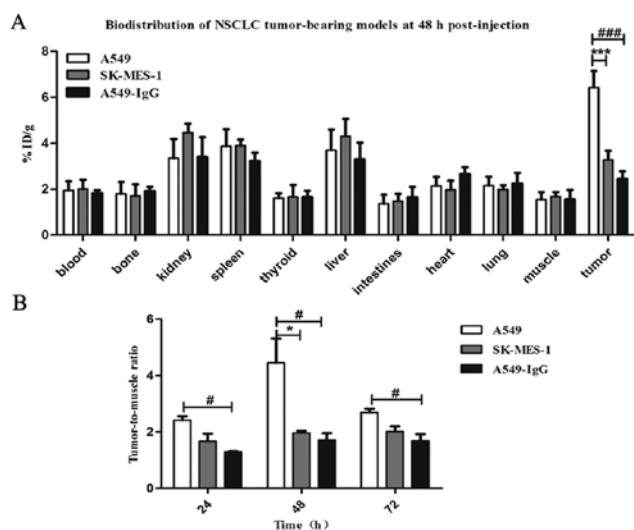 A
Biodistribution of NSCLC tumor-bearing models at 48 h post-injection
A549
SK-MES-1
A549-IgG
###
***
% ID/g
8
6
4
2
0
blood
bone
kidney
spleen
thyroid
liver
intestines
heart
lung
muscle
tumor
B
Tumor-to-muscle ratio
6
4
2
0
#
#
*
#
A549
SK-MES-1
A549-IgG
24
48
72
Time (h)